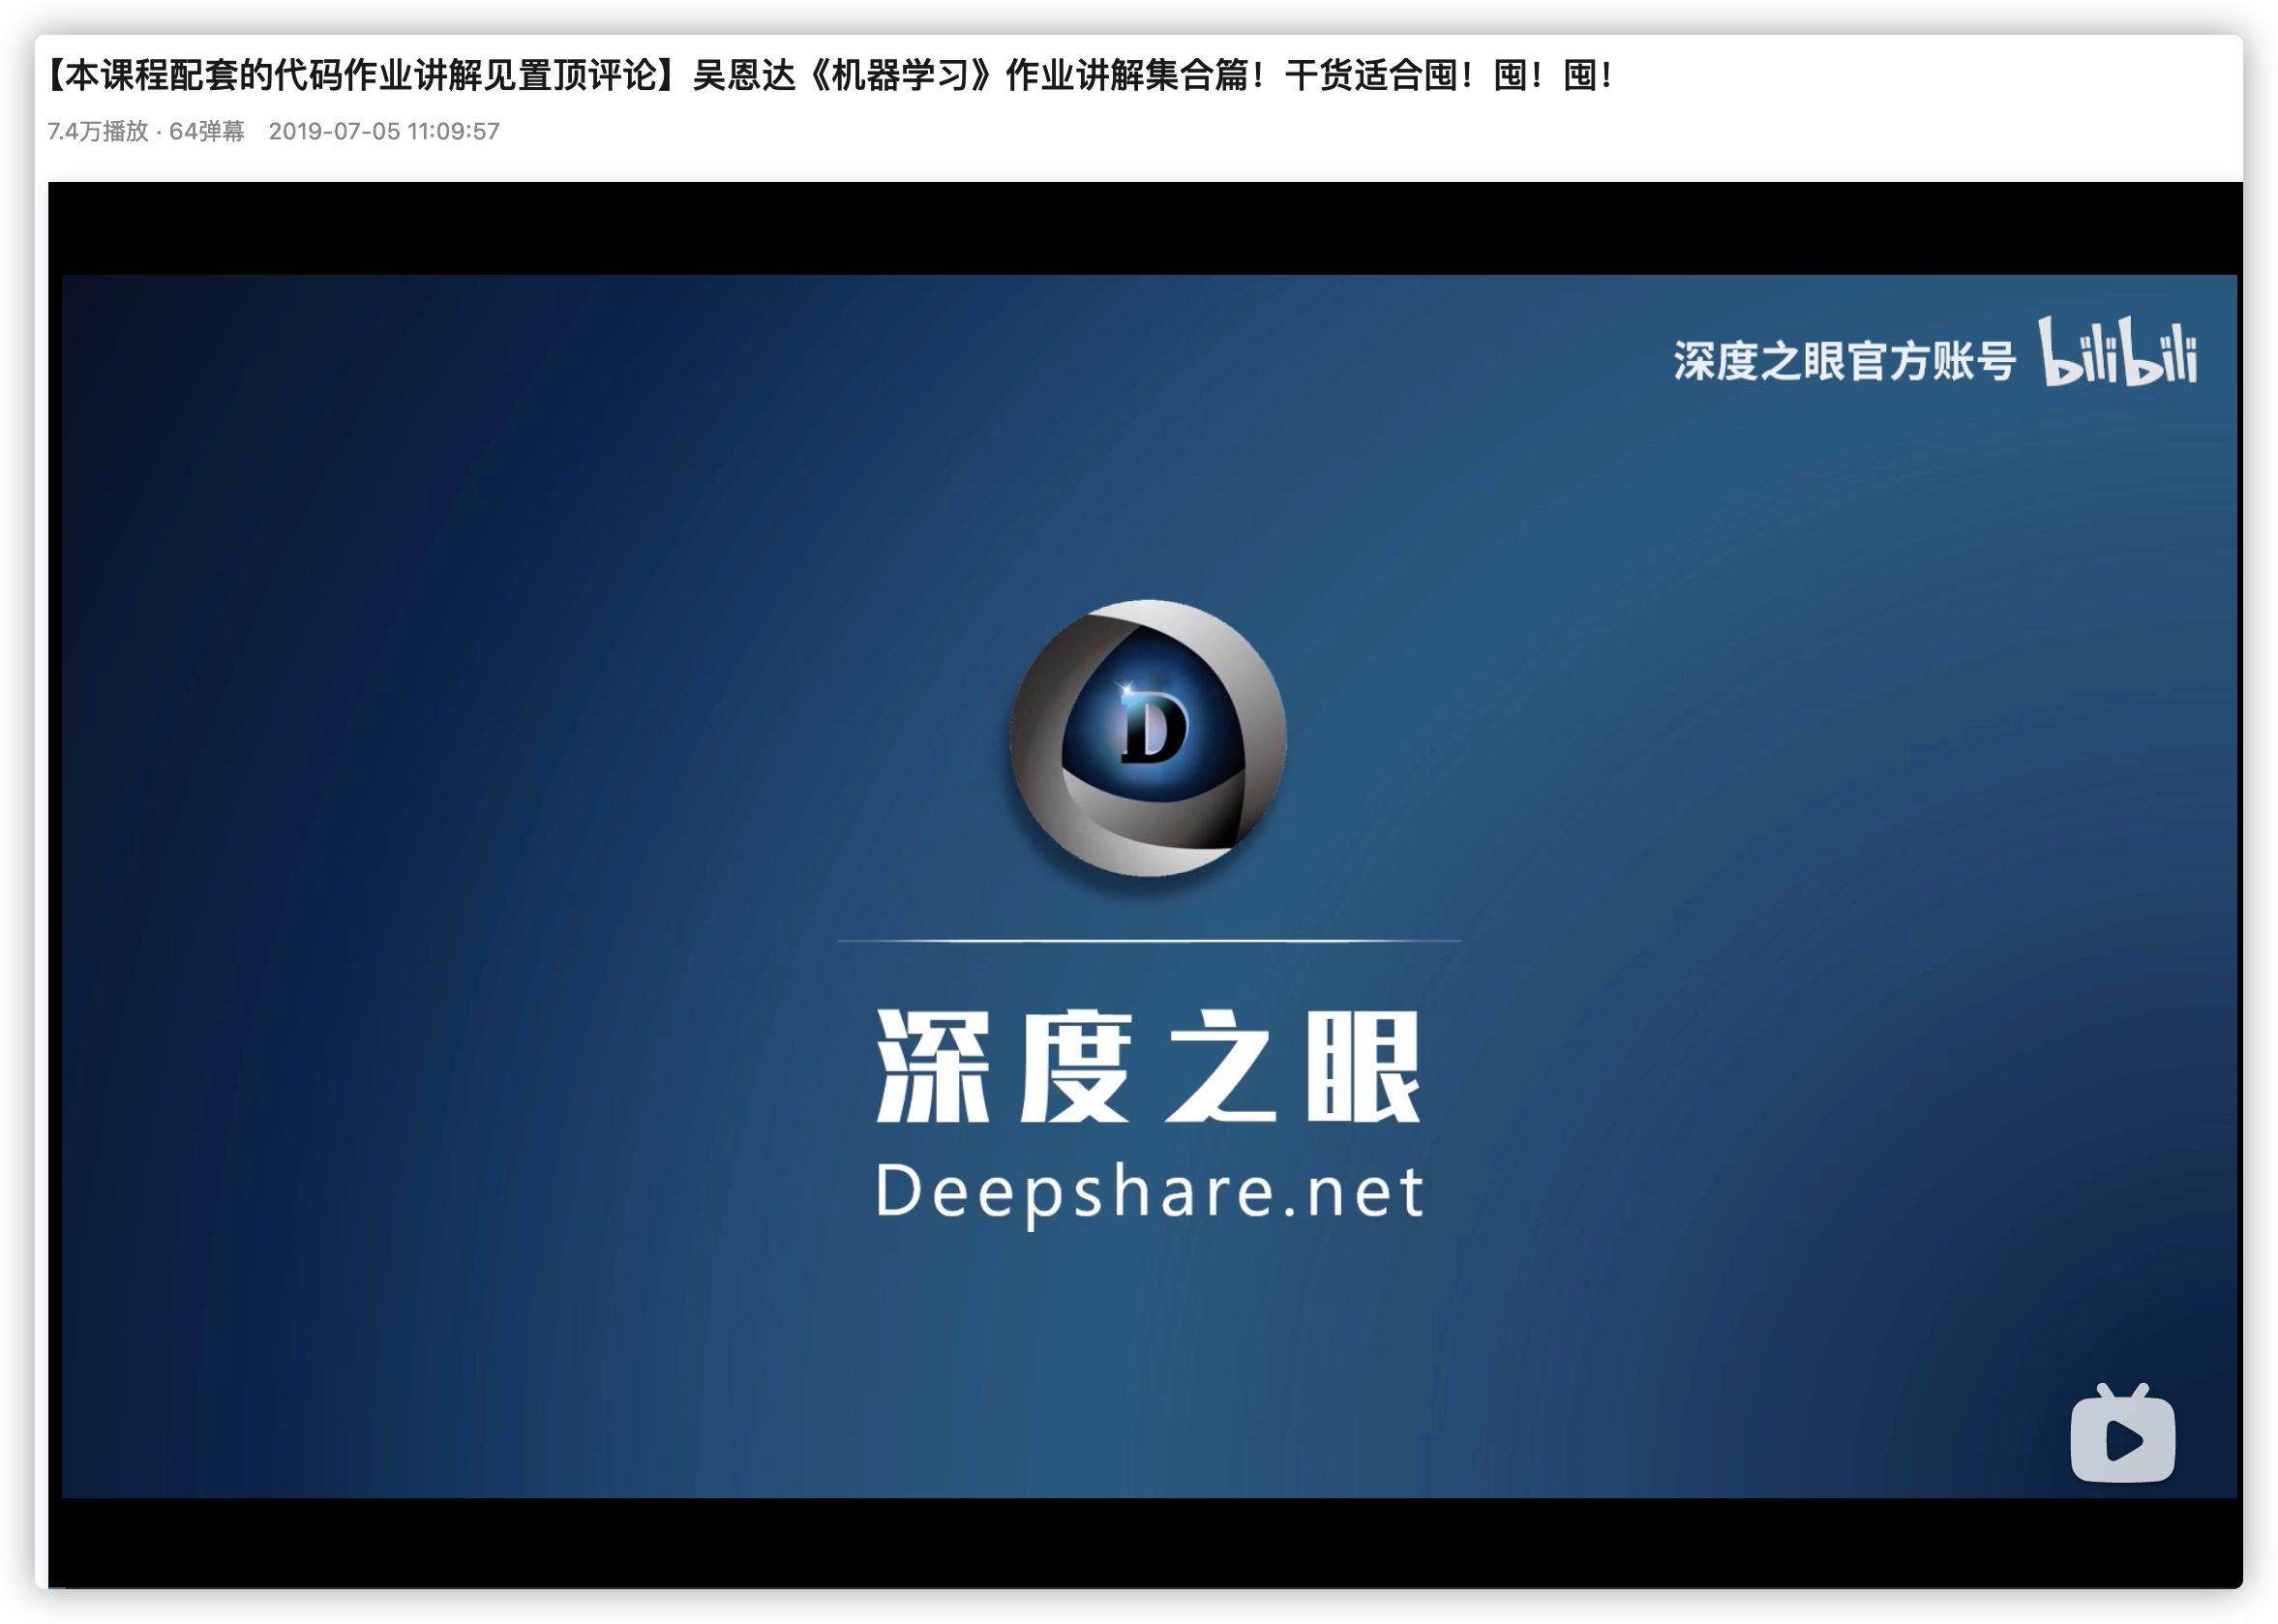 【本课程配套的代码作业讲解见置顶评论】吴恩达《机器学习》作业讲解集合篇！干货适合囤！囤！囤！
7.4万播放 · 64弹幕 2019-07-05 11:09:57
深度之眼官方账号 bilibili
D
深度之眼
Deepshare.net